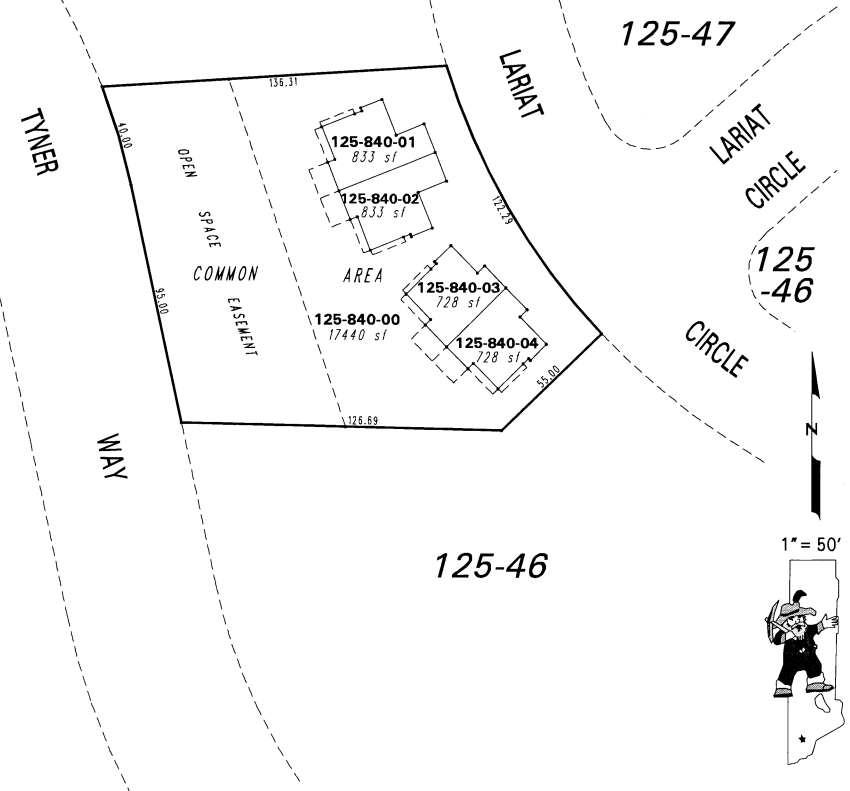 125-47
LARIAT
TYNER
136.31
40.00
LARIAT
CIRCLE
125-840-01
833 sf
OPEN
125-840-02
833 sf
SPACE
122.29
125
-46
COMMON AREA
125-840-03
728 sf
95.00
EASEMENT
125-840-00
17440 sf
125-840-04
728 sf
CIRCLE
55.00
126.69
N
WAY
1" = 50'
125-46